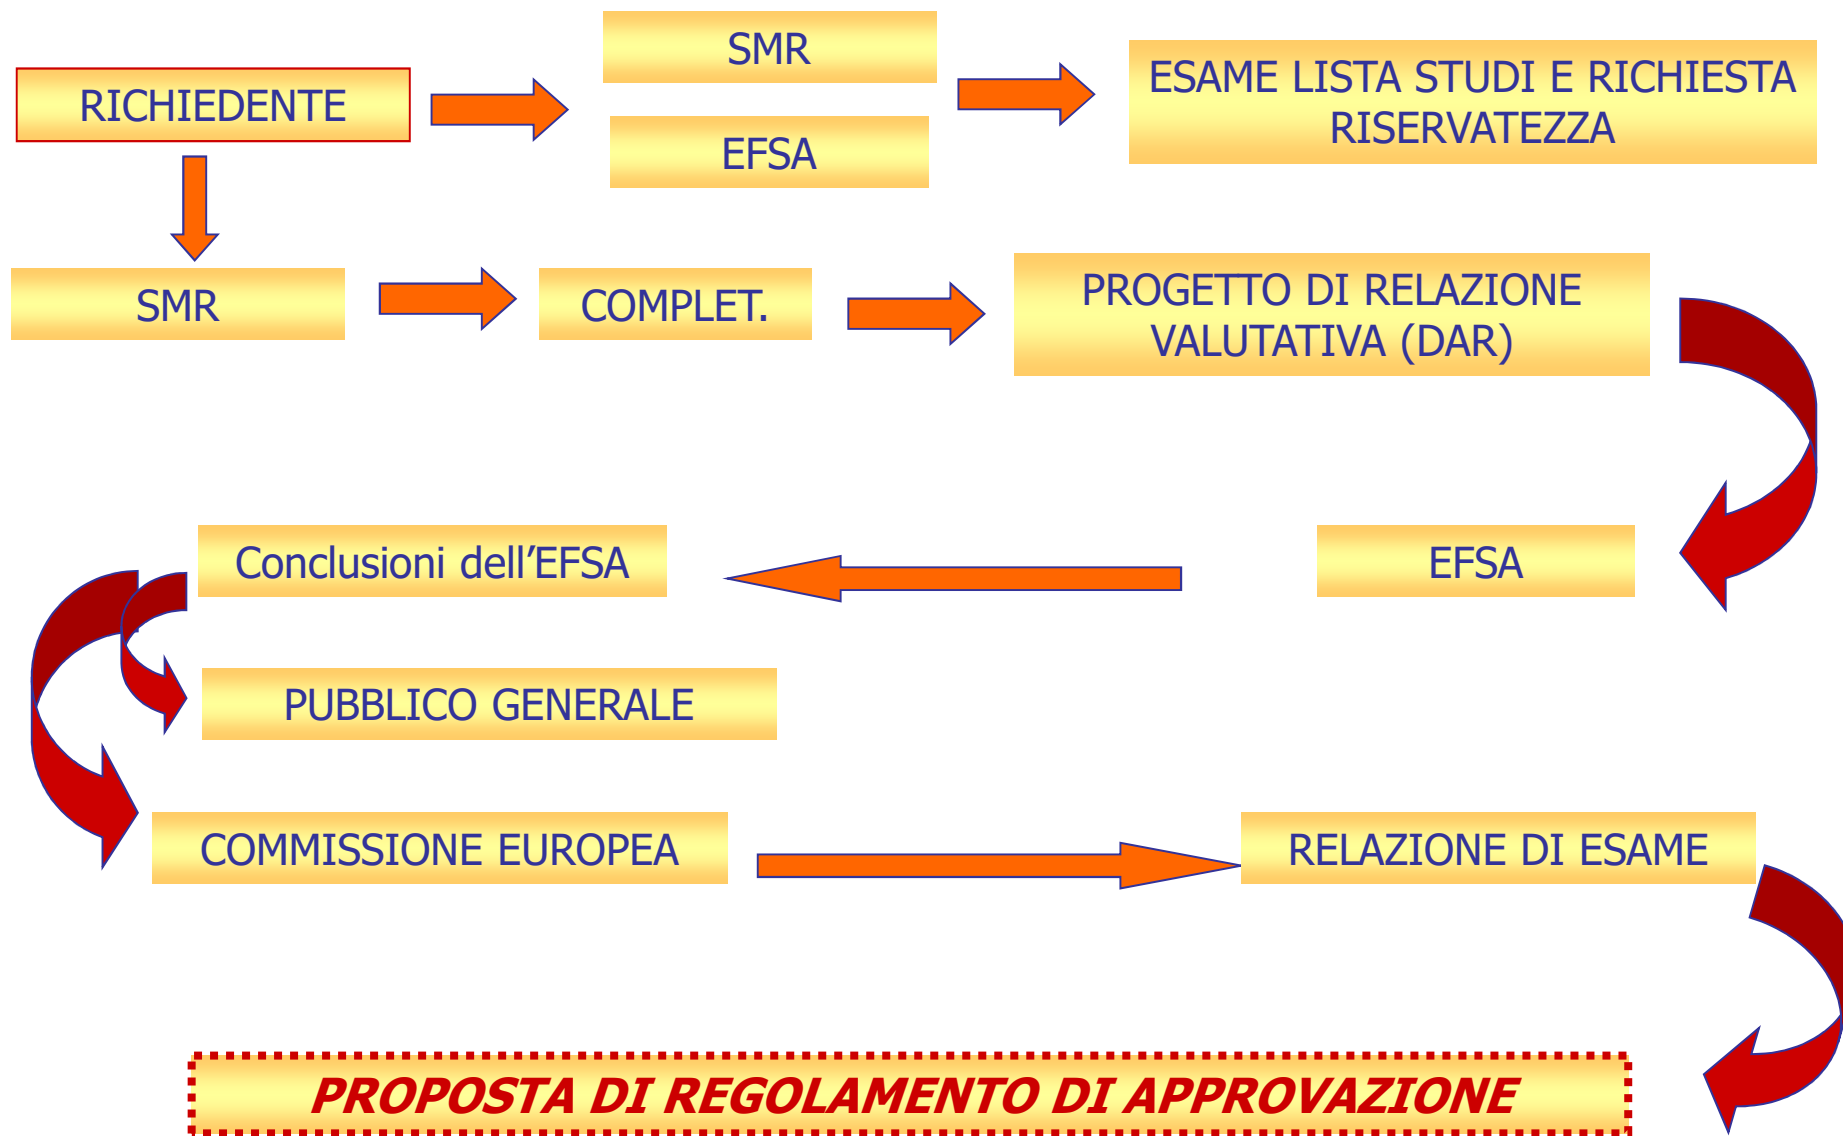 RICHIEDENTE
SMR
EFSA
ESAME LISTA STUDI E RICHIESTA
RISERVATEZZA
SMR
COMPLET.
PROGETTO DI RELAZIONE
VALUTATIVA (DAR)
Conclusioni dell’EFSA
EFSA
PUBBLICO GENERALE
COMMISSIONE EUROPEA
RELAZIONE DI ESAME
PROPOSTA DI REGOLAMENTO DI APPROVAZIONE